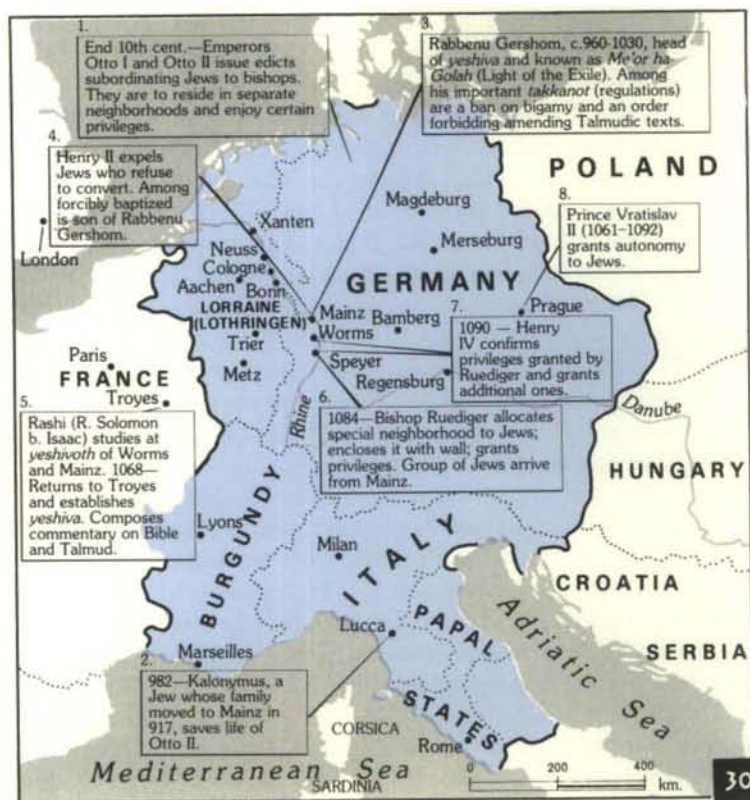 1.
End 10th cent.—Emperors
Otto I and Otto II issue edicts
subordinating Jews to bishops.
They are to reside in separate
neighborhoods and enjoy certain
privileges.
3.
Rabbenu Gershom, c.960-1030, head
of yeshiva and known as Me'or ha-
Golah (Light of the Exile). Among
his important takkanot (regulations)
are a ban on bigamy and an order
forbidding amending Talmudic texts.
4.
Henry II expels
Jews who refuse
to convert. Among
forcibly baptized
is son of Rabbenu
Gershom.
POLAND
8.
Prince Vratislav
II (1061–1092)
grants autonomy
to Jews.
London
Xanten
Neuss
Cologne
Aachen
Bonn
LORRAINE
(LOTHRINGEN)
Trier
Metz
Magdeburg
Merseburg
GERMANY
Mainz
Worms
Speyer
Bamberg
Regensburg
Prague
7.
1090 — Henry
IV confirms
privileges granted by
Ruediger and grants
additional ones.
Paris
FRANCE
Troyes
5.
Rashi (R. Solomon
b. Isaac) studies at
yeshivoth of Worms
and Mainz. 1068—
Returns to Troyes
and establishes
yeshiva. Composes
commentary on Bible
and Talmud.
Rhine
6.
1084—Bishop Ruediger allocates
special neighborhood to Jews;
encloses it with wall; grants
privileges. Group of Jews arrive
from Mainz.
Danube
HUNGARY
Lyons
BURGUNDY
Milan
ITALY
CROATIA
SERBIA
Adriatic Sea
Lucca
PAPAL
STATES
Marseilles
2.
982—Kalonymus, a
Jew whose family
moved to Mainz in
917, saves life of
Otto II.
CORSICA
Rome
Mediterranean Sea
SARDINIA
0 200 400
km.
30